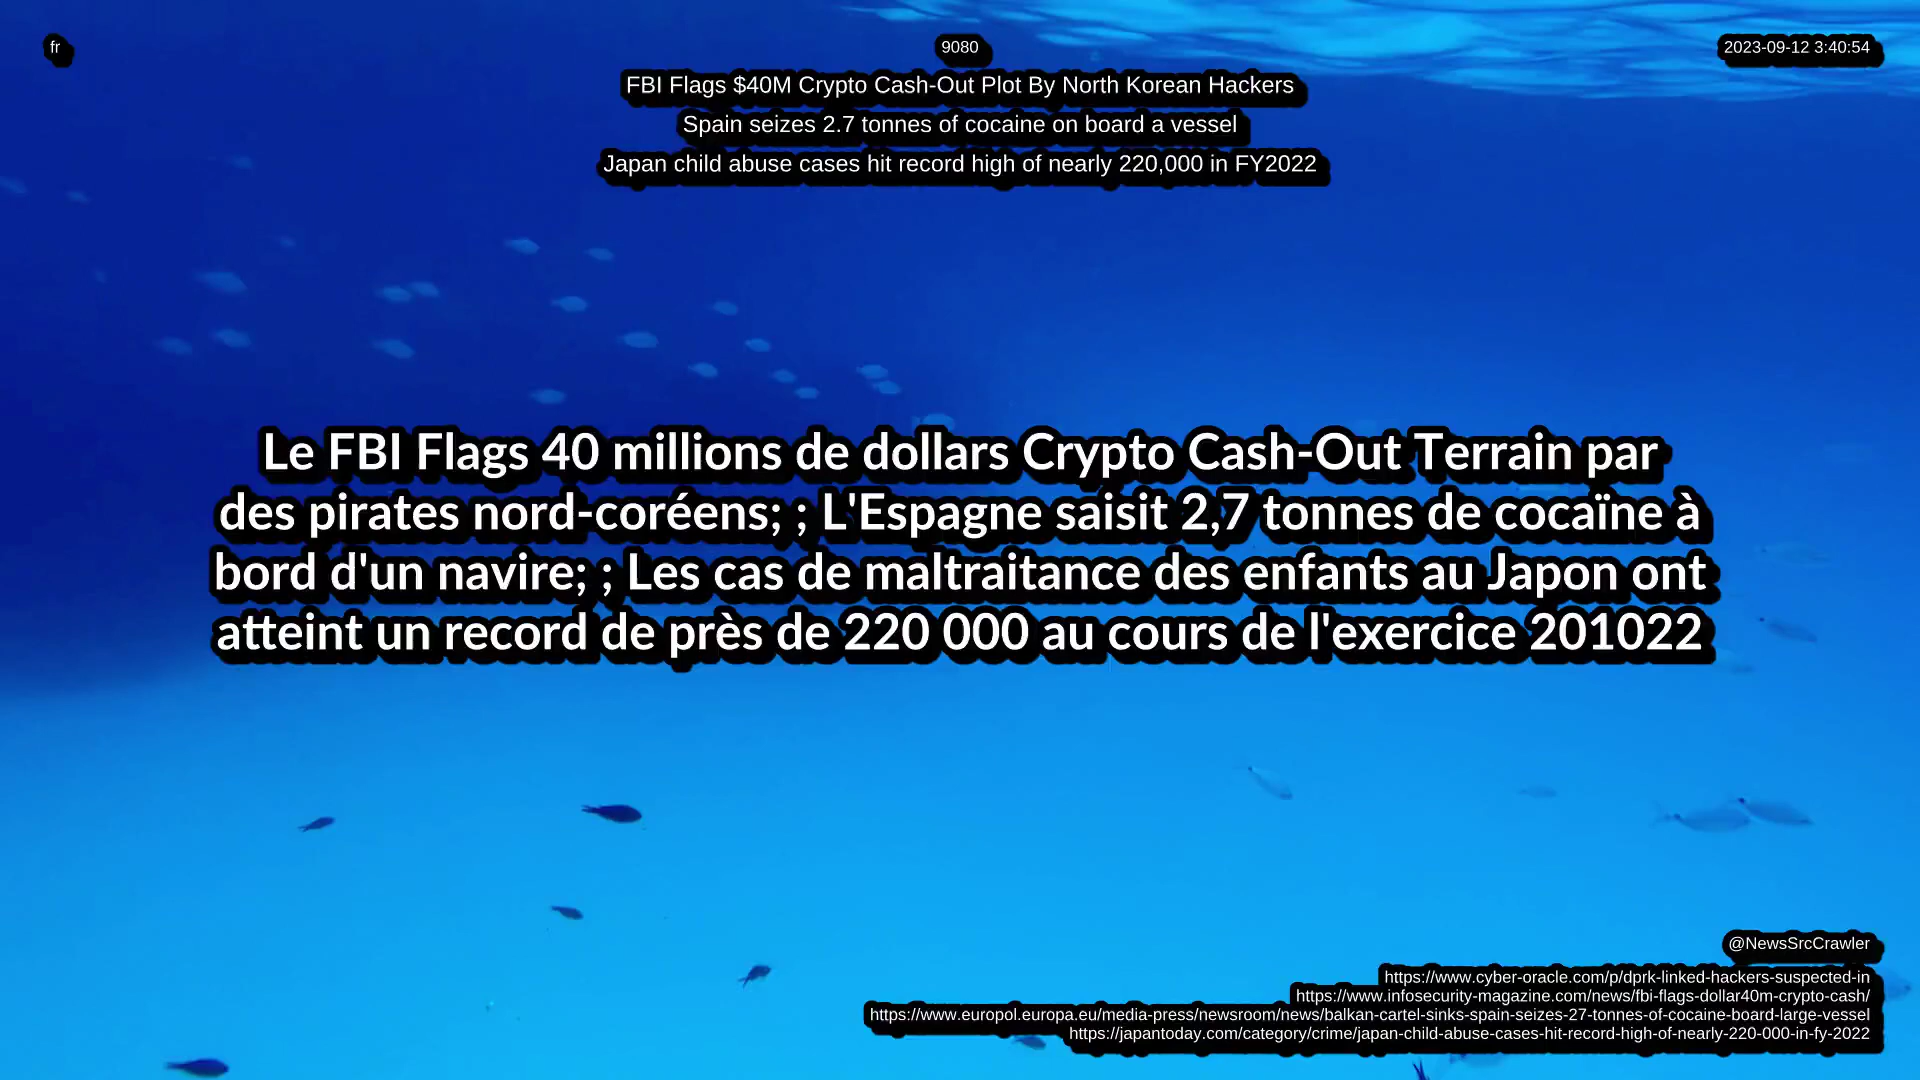 fr
9080
2023-09-12 3:40:54
FBI Flags $40M Crypto Cash-Out Plot By North Korean Hackers
Spain seizes 2.7 tonnes of cocaine on board a vessel
Japan child abuse cases hit record high of nearly 220,000 in FY2022
Le FBI Flags 40 millions de dollars Crypto Cash-Out Terrain par
des pirates nord-coréens; ; L'Espagne saisit 2,7 tonnes de cocaïne à
bord d'un navire; ; Les cas de maltraitance des enfants au Japon ont
atteint un record de près de 220 000 au cours de l'exercice 201022
@NewsSrcCrawler
https://www.cyber-oracle.com/p/dprk-linked-hackers-suspected-in
https://www.infosecurity-magazine.com/news/fbi-flags-dollar40m-crypto-cash/
https://www.europol.europa.eu/media-press/newsroom/news/balkan-cartel-sinks-spain-seizes-27-tonnes-of-cocaine-board-large-vessel
https://japantoday.com/category/crime/japan-child-abuse-cases-hit-record-high-of-nearly-220-000-in-fy-2022